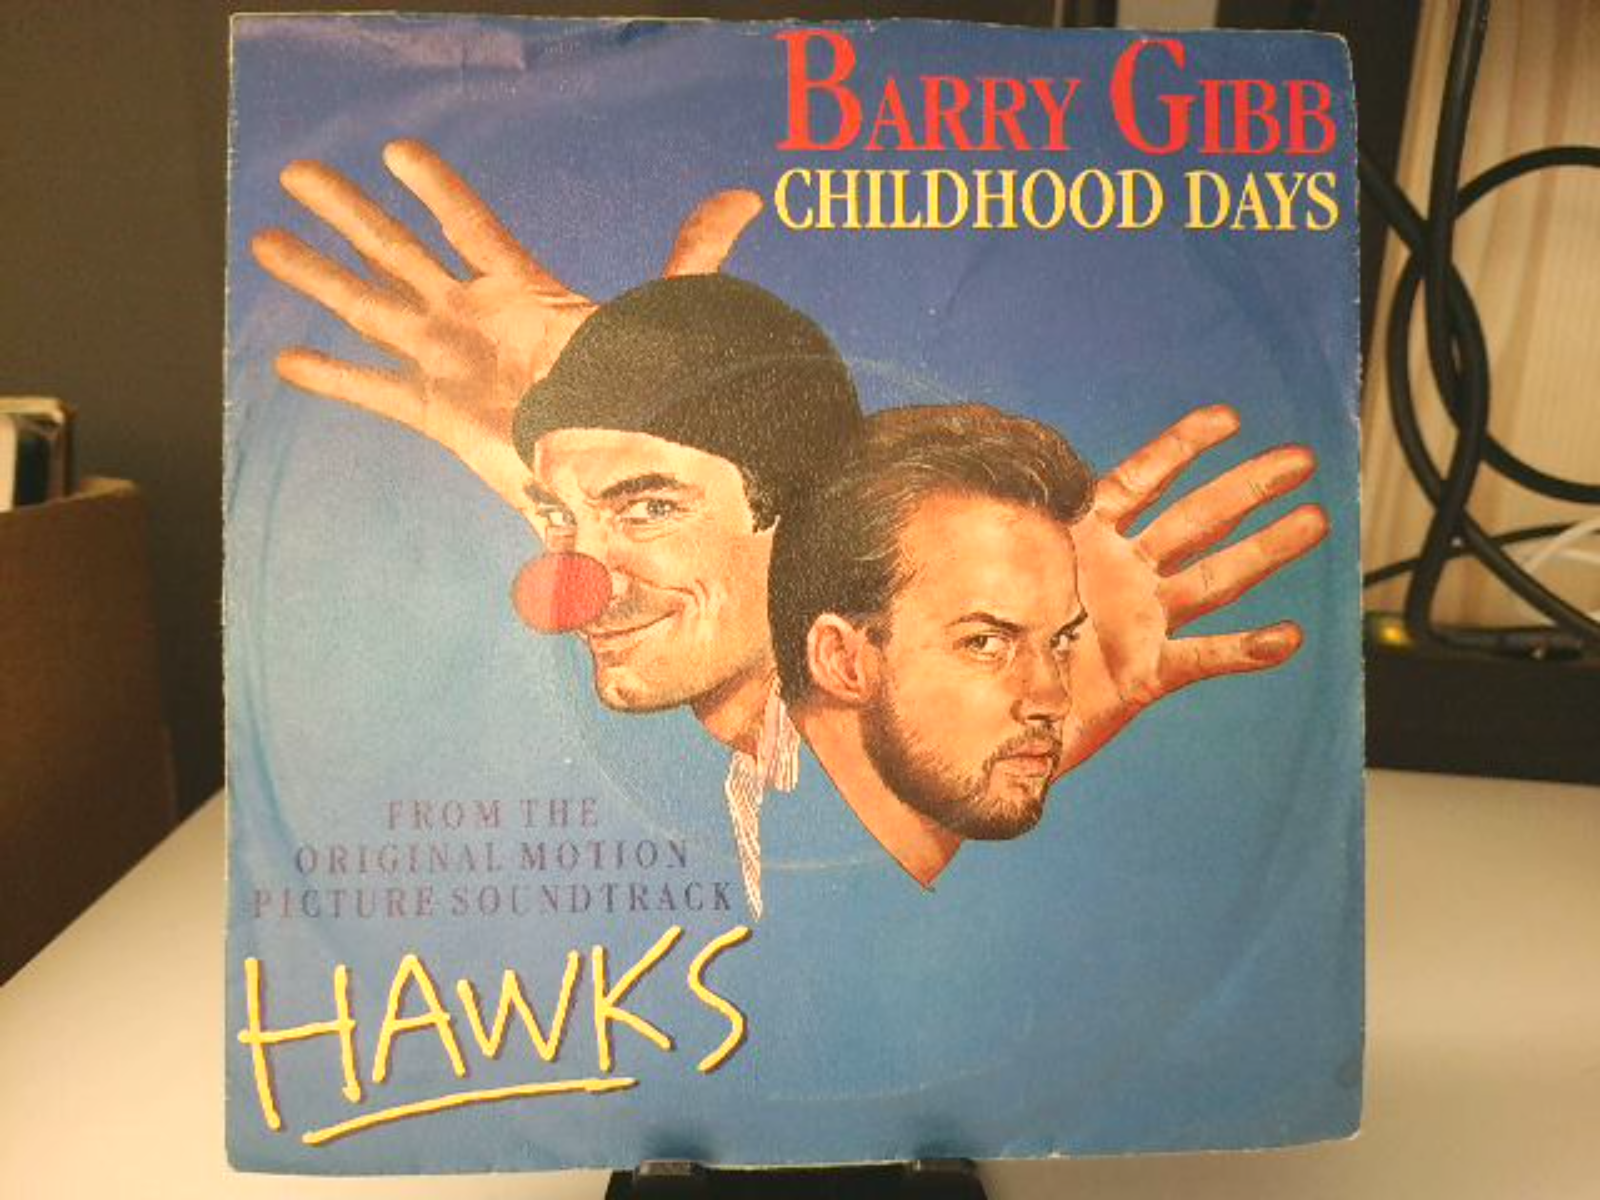 BARRY GIBB
CHILDHOOD DAYS
FROM THE
ORIGINAL MOTION
PICTURE SOUNDTRACK
HAWKS